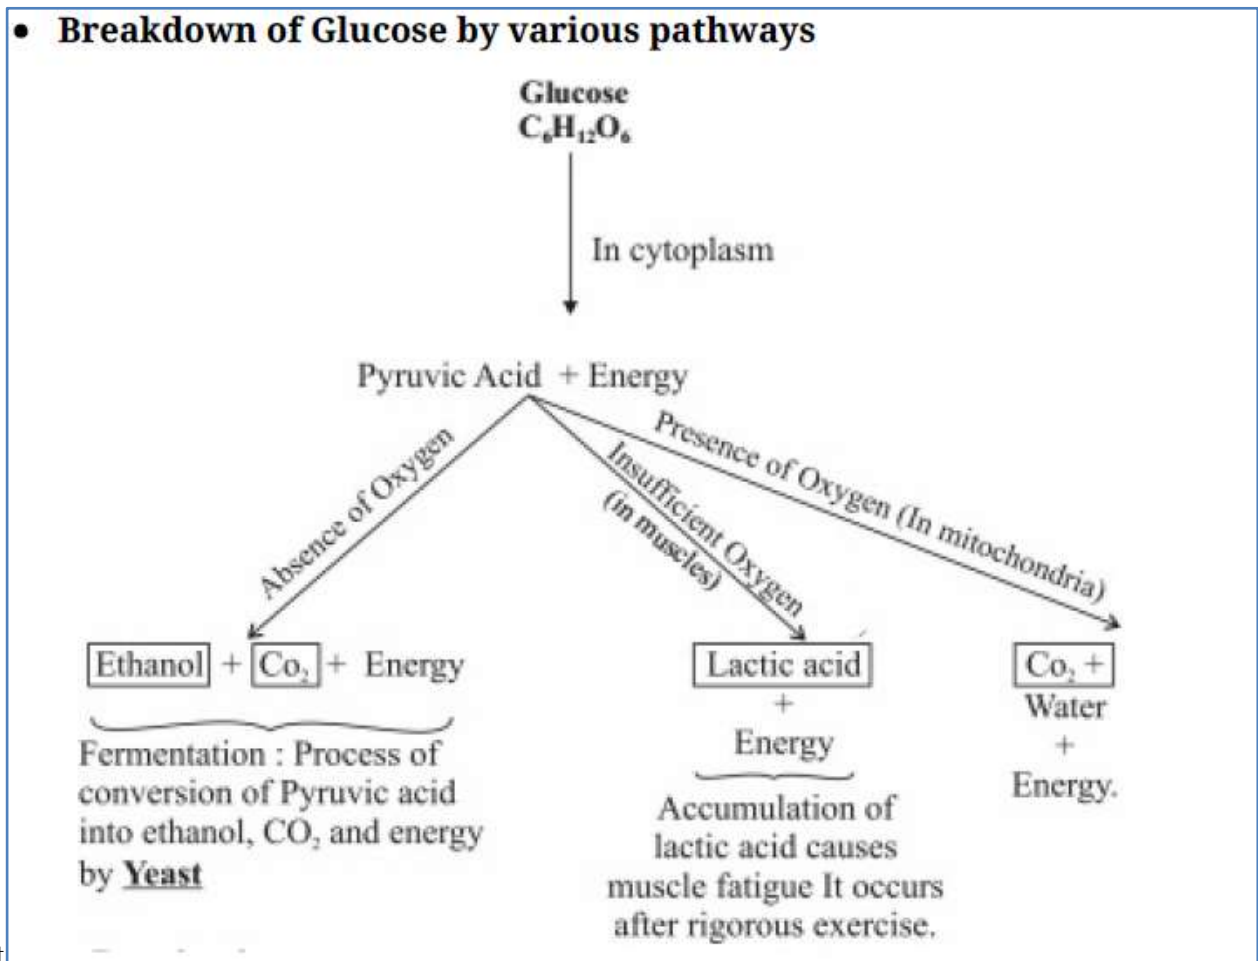 • Breakdown of Glucose by various pathways
Glucose
C₆H₁₂O₆
In cytoplasm
Pyruvic Acid + Energy
Absence of Oxygen
Insufficient Oxygen
(in muscles)
Presence of Oxygen (In mitochondria)
Ethanol + Co₂ + Energy
Fermentation : Process of
conversion of Pyruvic acid
into ethanol, CO₂ and energy
by Yeast
Lactic acid
+
Energy
Accumulation of
lactic acid causes
muscle fatigue It occurs
after rigorous exercise.
Co₂ +
Water
+
Energy.